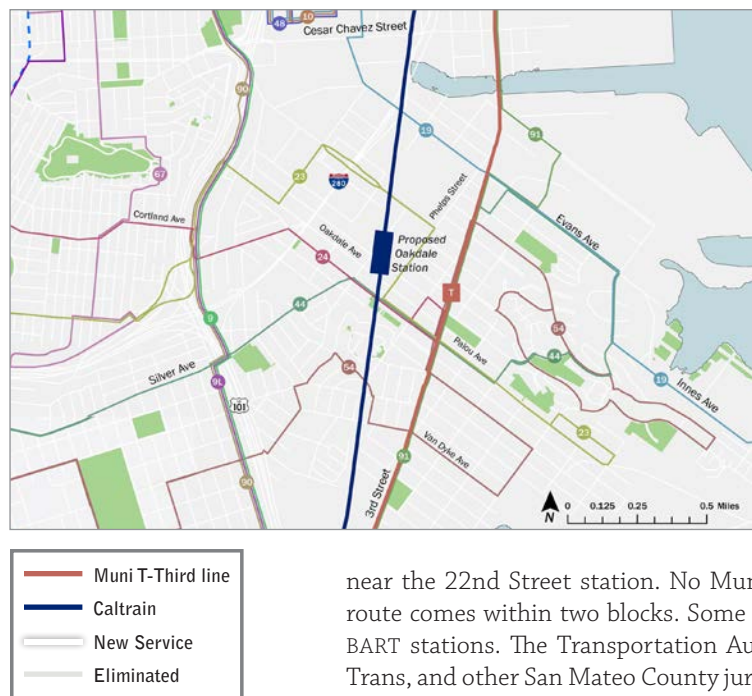 48
10
Cesar Chavez Street
90
19
91
67
23
280
Phelps Street
Evans Ave
Cortland Ave
Oakdale Ave
Proposed
Oakdale
Station
24
T
44
9
54
Palou Ave
44
Silver Ave
54
19
Innes Ave
9L
101
23
Van Dyke Ave
91
90
3rd Street
N
0 0.125 0.25 0.5 Miles
Muni T-Third line
Caltrain
New Service
Eliminated
near the 22nd Street station. No Mun
route comes within two blocks. Some
BART stations. The Transportation Au
Trans, and other San Mateo County jur